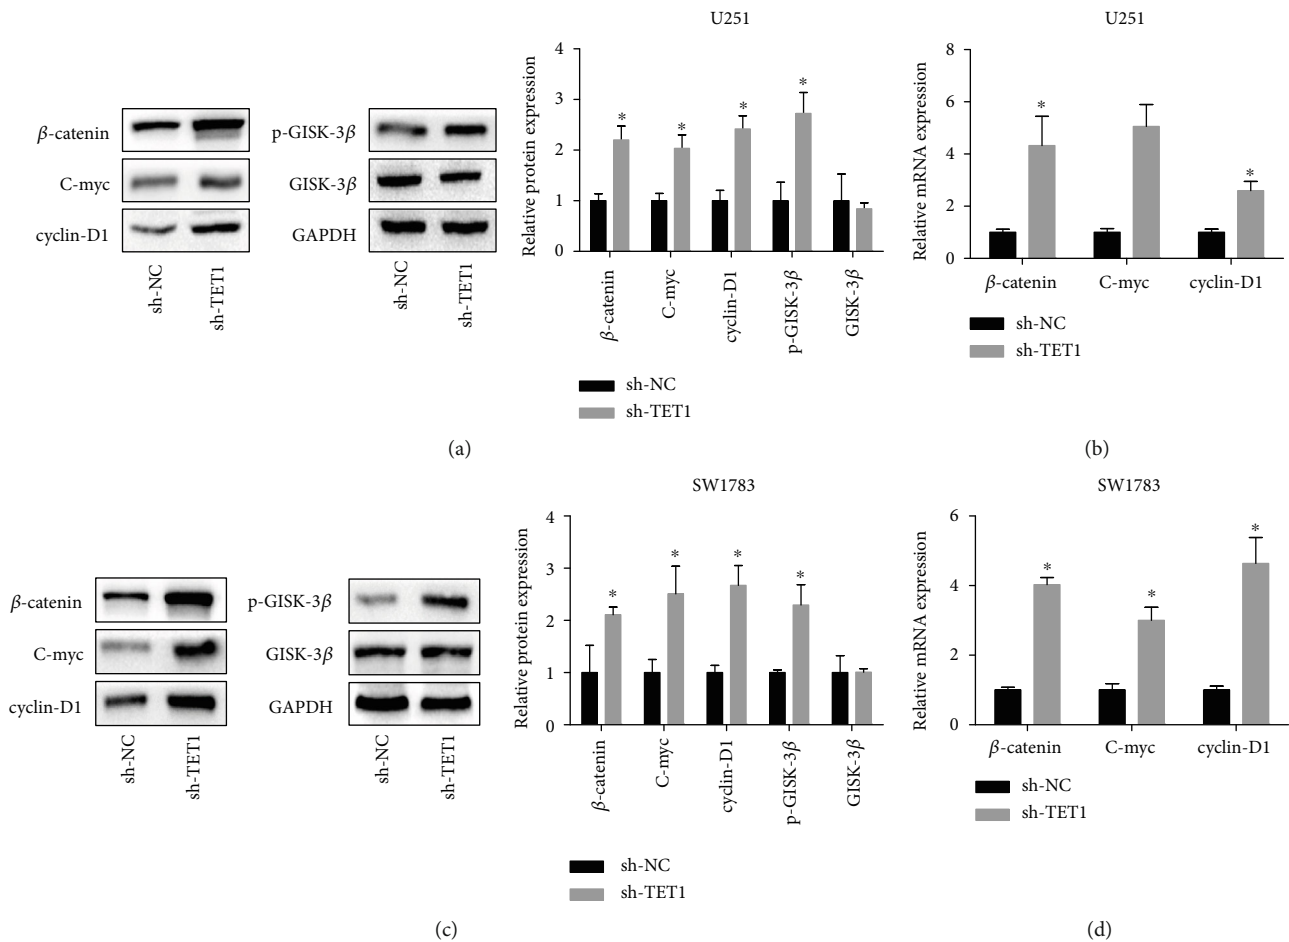 β-catenin
C-myc
cyclin-D1
sh-NC
sh-TET1
p-GISK-3β
GISK-3β
GAPDH
sh-NC
sh-TET1
U251
Relative protein expression
4
3
2
1
0
*
*
*
*
β-catenin
C-myc
cyclin-D1
p-GISK-3β
GISK-3β
sh-NC
sh-TET1
(a)
U251
Relative mRNA expression
8
6
4
2
0
*
*
β-catenin
C-myc
cyclin-D1
sh-NC
sh-TET1
(b)
β-catenin
C-myc
cyclin-D1
sh-NC
sh-TET1
p-GISK-3β
GISK-3β
GAPDH
sh-NC
sh-TET1
SW1783
Relative protein expression
4
3
2
1
0
*
*
*
*
β-catenin
C-myc
cyclin-D1
p-GISK-3β
GISK-3β
sh-NC
sh-TET1
(c)
SW1783
Relative mRNA expression
6
4
2
0
*
*
*
β-catenin
C-myc
cyclin-D1
sh-NC
sh-TET1
(d)